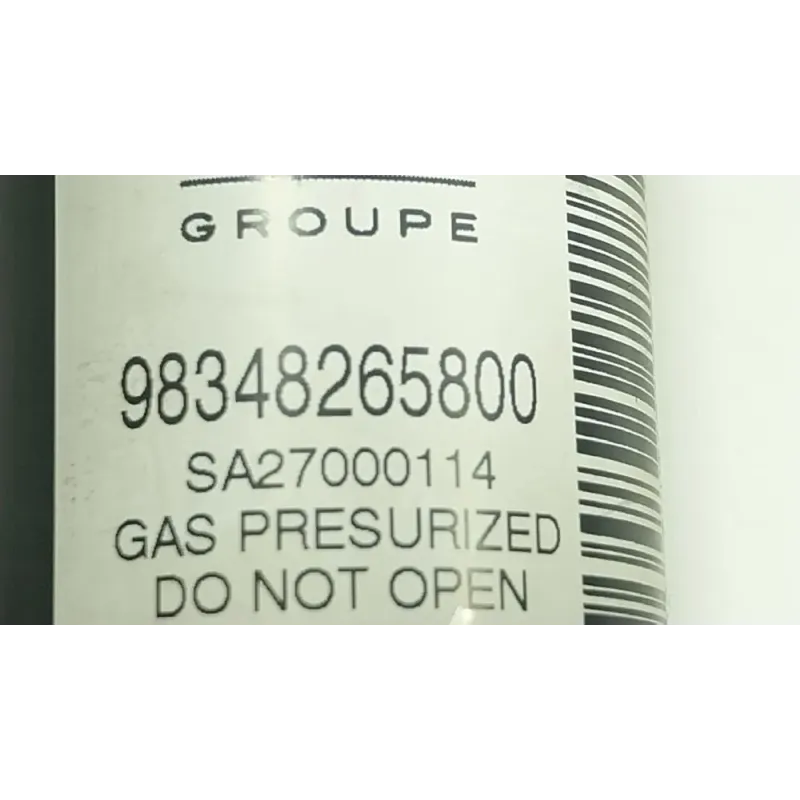 GROUPE
98348265800
SA27000114
GAS PRESURIZED
DO NOT OPEN